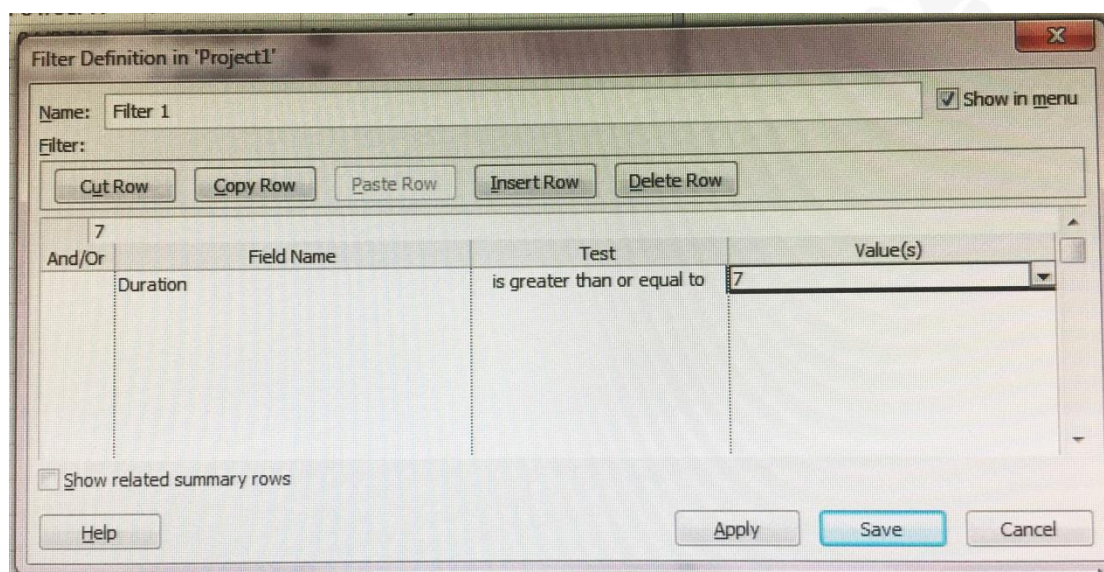 Filter Definition in 'Project1'
Name: Filter 1
Show in menu
Filter:
Cut Row Copy Row Paste Row Insert Row Delete Row
7
And/Or Field Name Test Value(s)
Duration is greater than or equal to 7
Show related summary rows
Help Apply Save Cancel